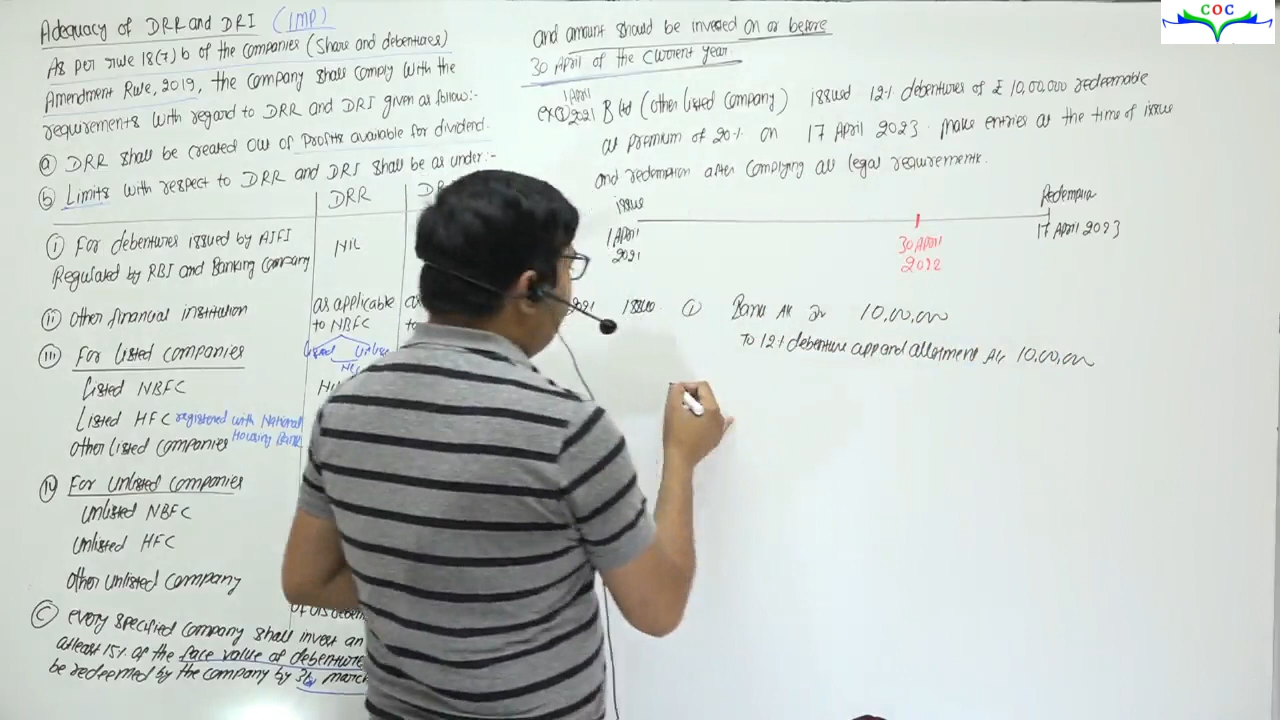 COC
Adequacy of DRR and DRI (IMP)
As per rule 18(7) b of the companies (Share and debentures)
Amendment Rule, 2019, the company shall comply with the
requirements with regard to DRR and DRI given as follow:-
(a) DRR shall be created out of Profits available for dividend.
(b) Limits with respect to DRR and DRI shall be as under:-
DRR
(i) For debentures issued by AIFI NIL
Regulated by RBI and Banking Company
(ii) Other financial institution as applicable
to NBFC
(iii) For listed companies
Listed NBFC
Listed HFC registered with National
Housing Bank
Other listed companies
(iv) For unlisted companies
Unlisted NBFC
Unlisted HFC
Other unlisted company
(C) every specified company shall invest an
atleast 15% of the face value of debenture
be redeemed by the company by 31st march
and amount should be invested on or before
30 April of the current year.
1 April
2021 B Ltd (Other listed Company) issued 12% debentures of ₹ 10,00,000 redeemable
at premium of 20% on 17 April 2023. Make entries at the time of issue
and redemption after complying all legal requirements.
issue
1 April
2021
30 April
2022
Redemption
17 April 2023
2021 issue (1) Bank A/c Dr 10,00,000
To 12% debenture app and allotment A/c 10,00,000